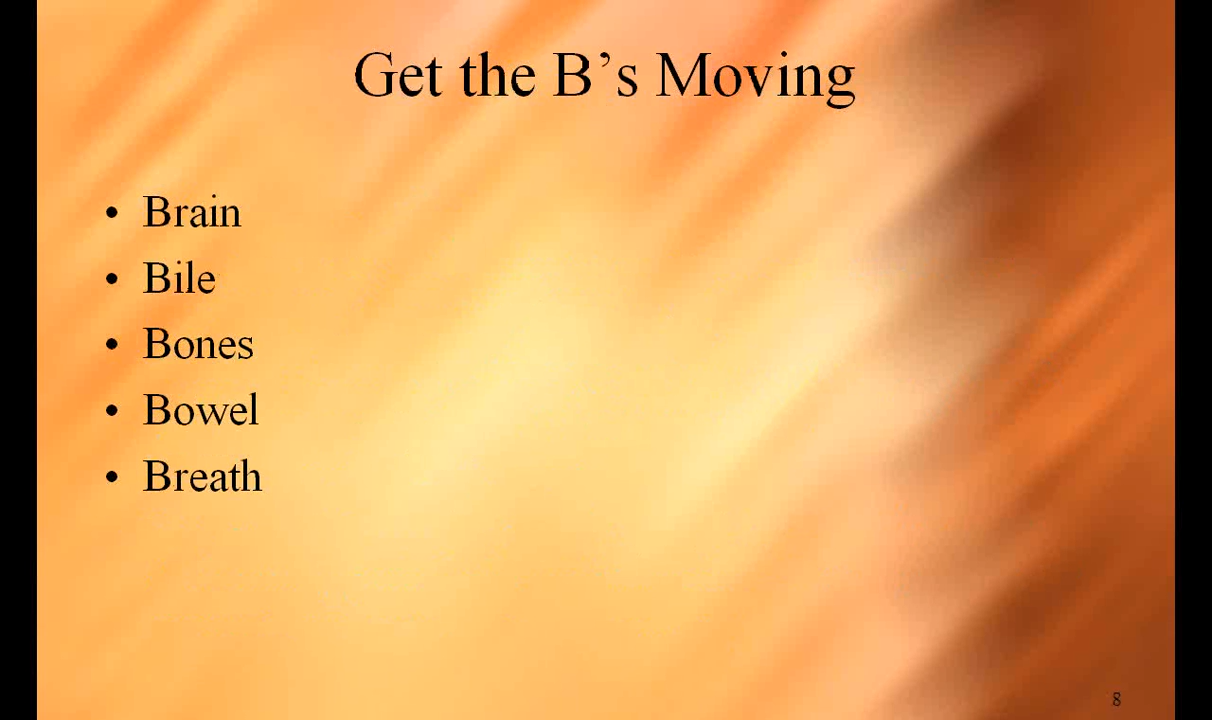 Get the B’s Moving
• Brain
• Bile
• Bones
• Bowel
• Breath
8